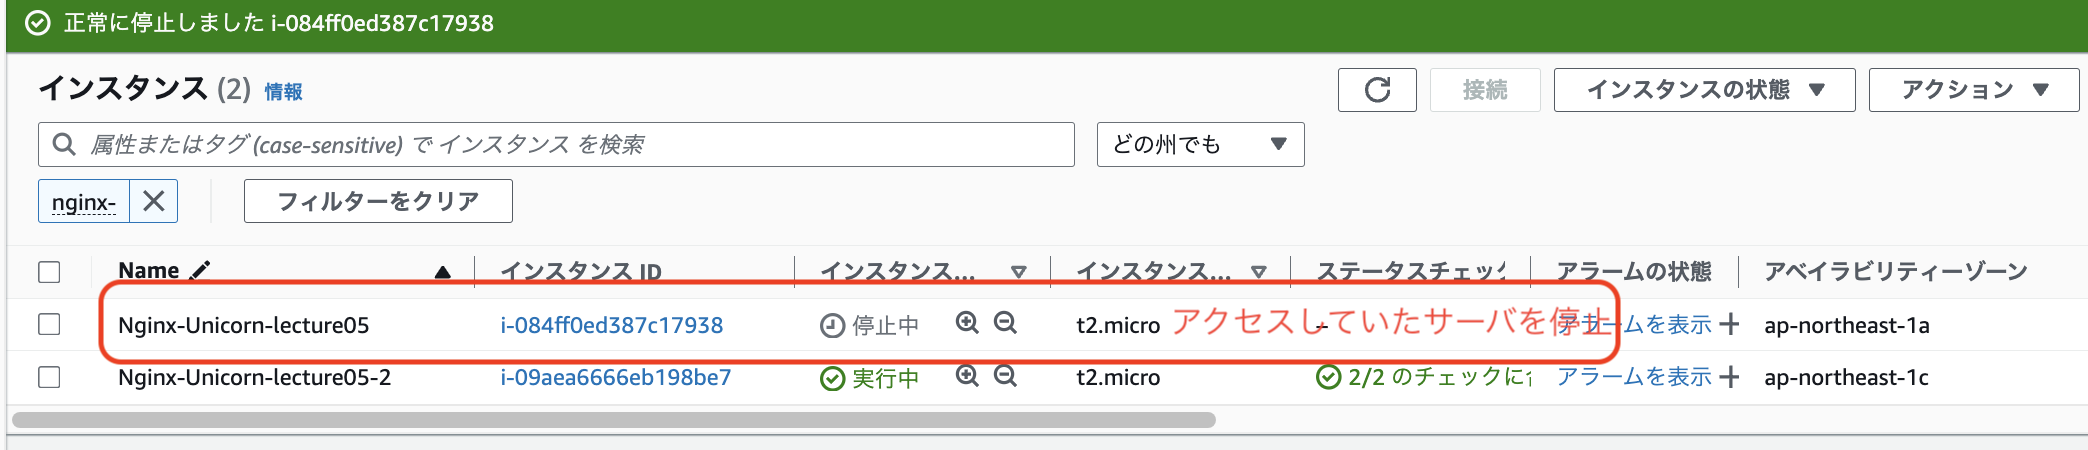 正常に停止しました i-084ff0ed387c17938
インスタンス (2) 情報
接続
インスタンスの状態
アクション
属性またはタグ (case-sensitive) で インスタンス を検索
どの州でも
nginx-
フィルターをクリア
Name インスタンス ID インスタンス... インスタンス... ステータスチェック アラームの状態 アベイラビリティーゾーン
Nginx-Unicorn-lecture05 i-084ff0ed387c17938 停止中 t2.micro – アラームを表示 ap-northeast-1a
アクセスしていたサーバを停止
Nginx-Unicorn-lecture05-2 i-09aea6666eb198be7 実行中 t2.micro 2/2 のチェックに アラームを表示 ap-northeast-1c